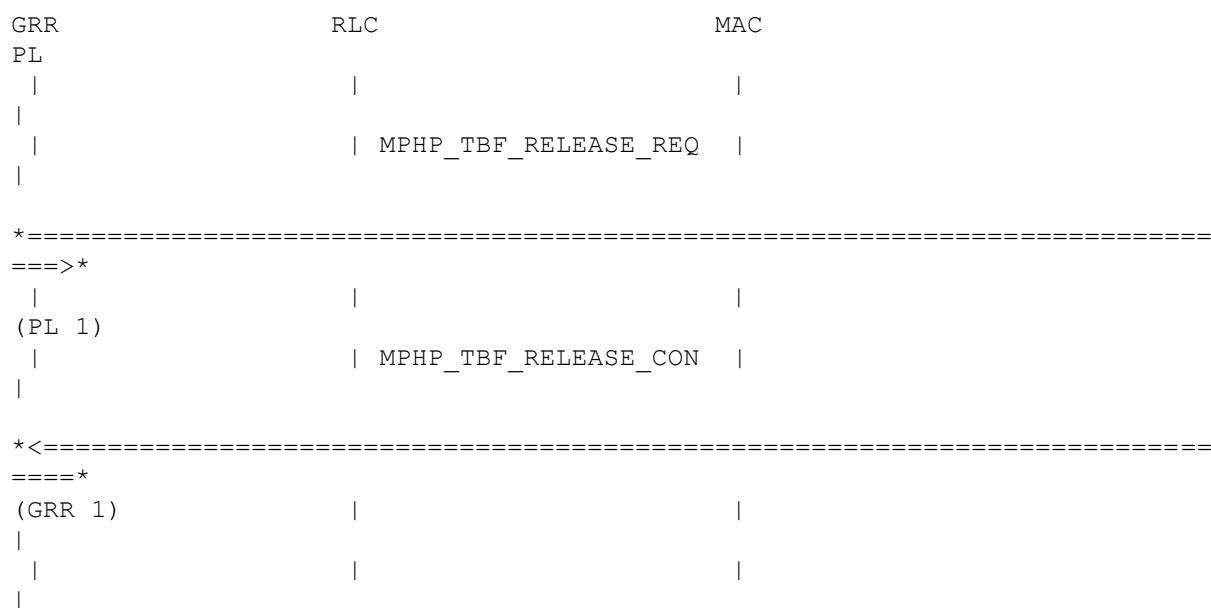 GRR                 RLC                     MAC
PL
 |                   |                       |
|
 |                   | MPHP_TBF_RELEASE_REQ  |
|
*==========================================================================
===>*
 |                   |                       |
(PL 1)
 |                   | MPHP_TBF_RELEASE_CON  |
|
*<=========================================================================
====*
(GRR 1)              |                       |
|
 |                   |                       |
|